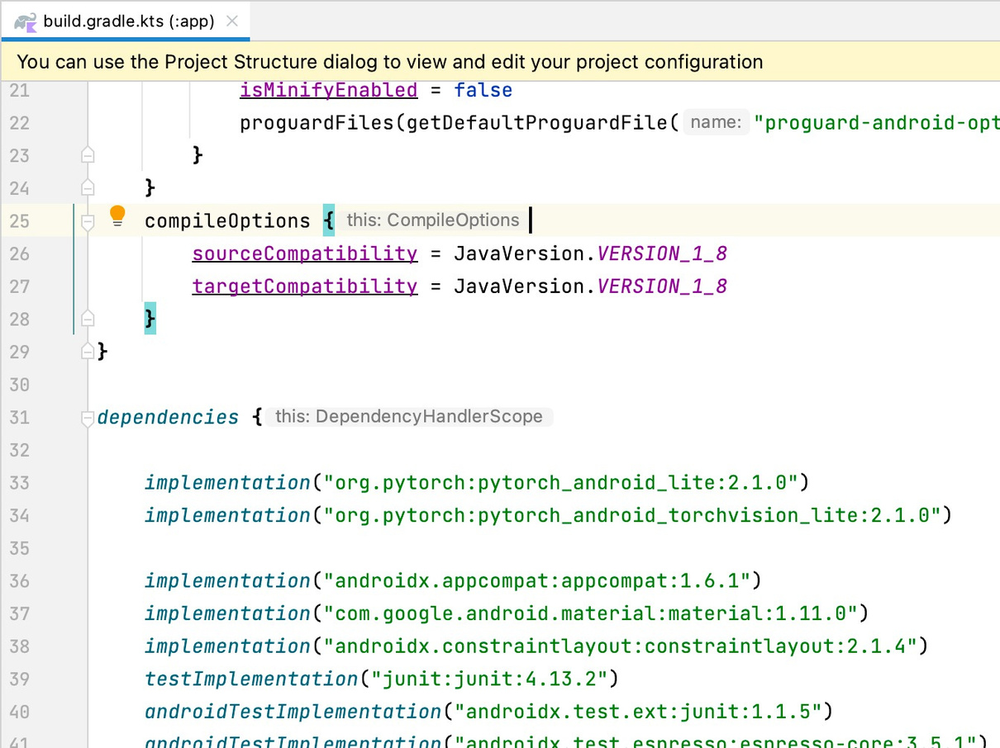 build.gradle.kts (:app)
You can use the Project Structure dialog to view and edit your project configuration
21 isMinifyEnabled = false
22 proguardFiles(getDefaultProguardFile( name: "proguard-android-opt
23 }
24 }
25 compileOptions { this: CompileOptions
26 sourceCompatibility = JavaVersion.VERSION_1_8
27 targetCompatibility = JavaVersion.VERSION_1_8
28 }
29 }
30
31 dependencies { this: DependencyHandlerScope
32
33 implementation("org.pytorch:pytorch_android_lite:2.1.0")
34 implementation("org.pytorch:pytorch_android_torchvision_lite:2.1.0")
35
36 implementation("androidx.appcompat:appcompat:1.6.1")
37 implementation("com.google.android.material:material:1.11.0")
38 implementation("androidx.constraintlayout:constraintlayout:2.1.4")
39 testImplementation("junit:junit:4.13.2")
40 androidTestImplementation("androidx.test.ext:junit:1.1.5")
41 androidTestImplementation("androidx.test.espresso:espresso-core:3.5.1")